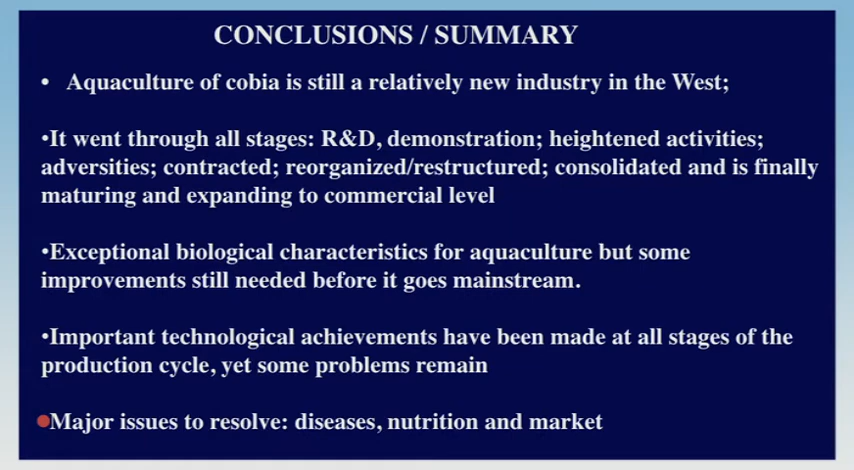 CONCLUSIONS / SUMMARY
• Aquaculture of cobia is still a relatively new industry in the West;
•It went through all stages: R&D, demonstration; heightened activities;
adversities; contracted; reorganized/restructured; consolidated and is finally
maturing and expanding to commercial level
•Exceptional biological characteristics for aquaculture but some
improvements still needed before it goes mainstream.
•Important technological achievements have been made at all stages of the
production cycle, yet some problems remain
•Major issues to resolve: diseases, nutrition and market